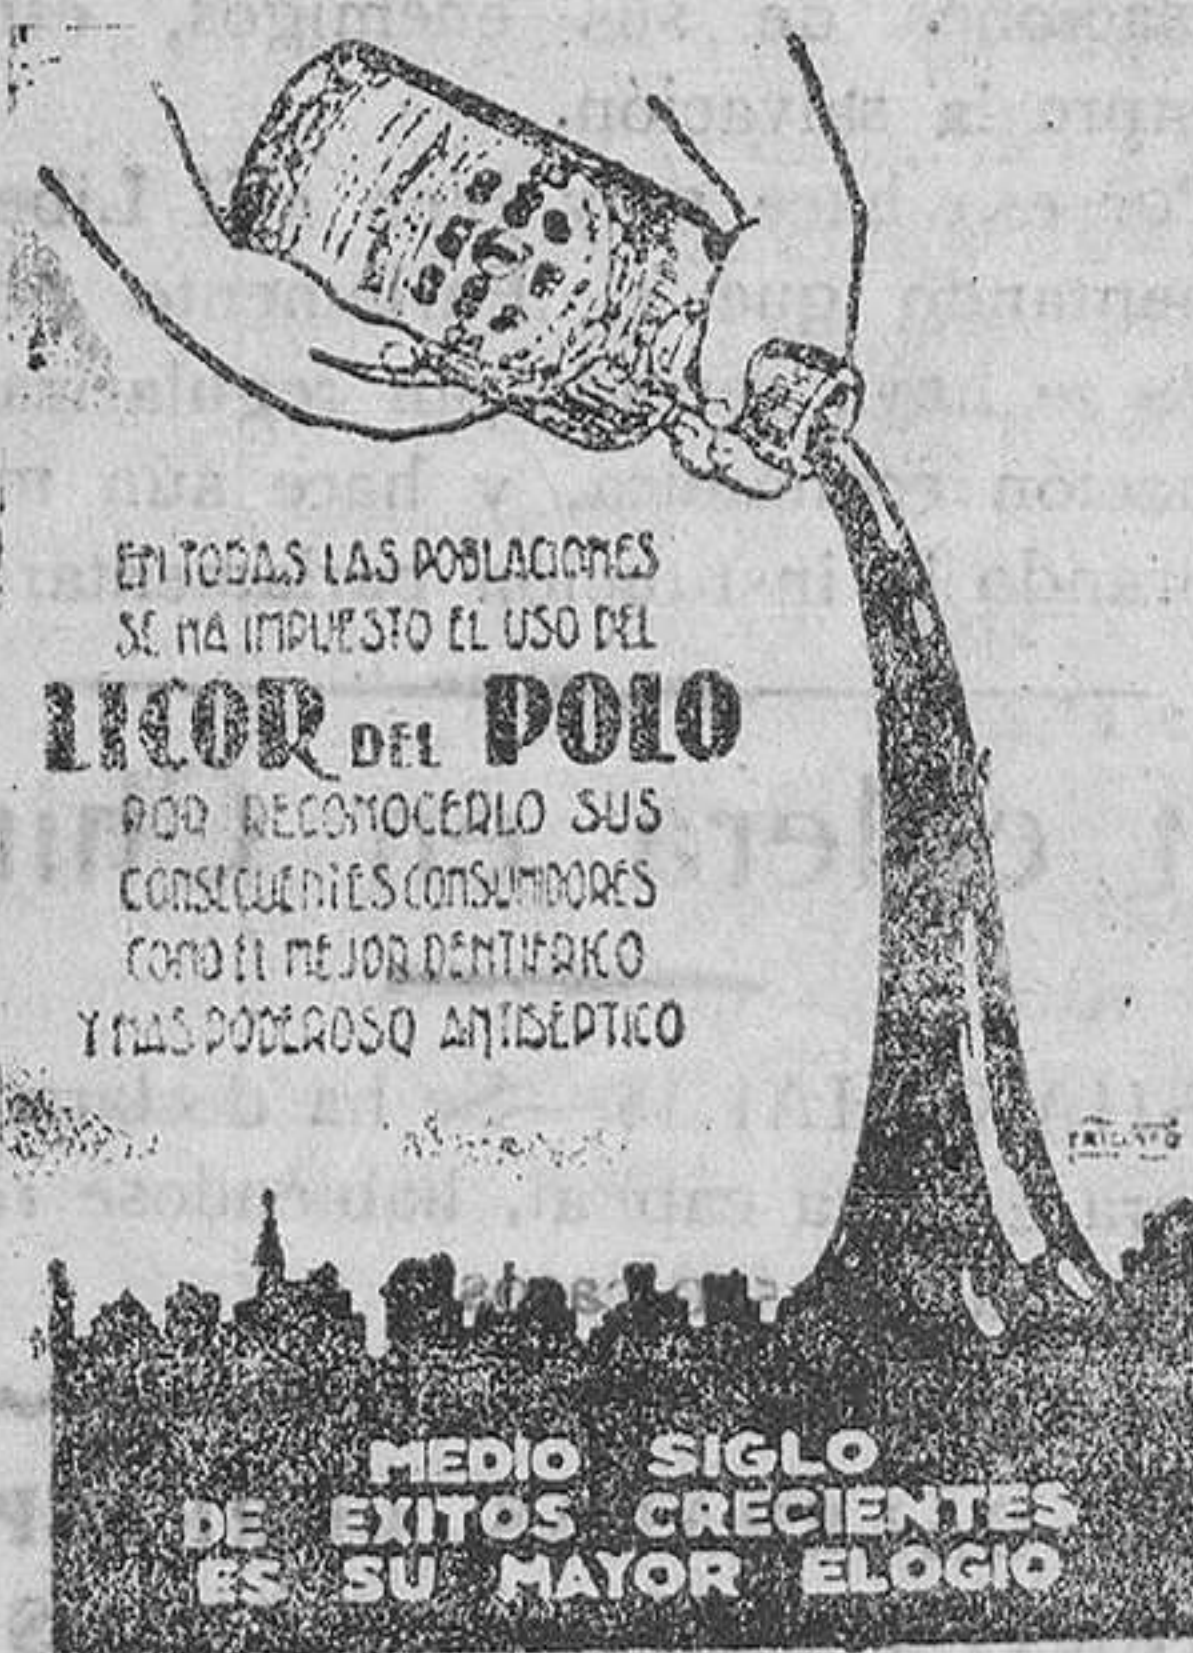 EN TODAS LAS POBLACIONES
SE HA IMPUESTO EL USO DEL
LICOR DEL POLO
POR RECONOCERLO SUS
CONSECUENTES CONSUMIDORES
COMO EL MEJOR DENTIFRICO
Y MAS PODEROSO ANTISEPTICO
MEDIO SIGLO
DE EXITOS CRECIENTES
ES SU MAYOR ELOGIO